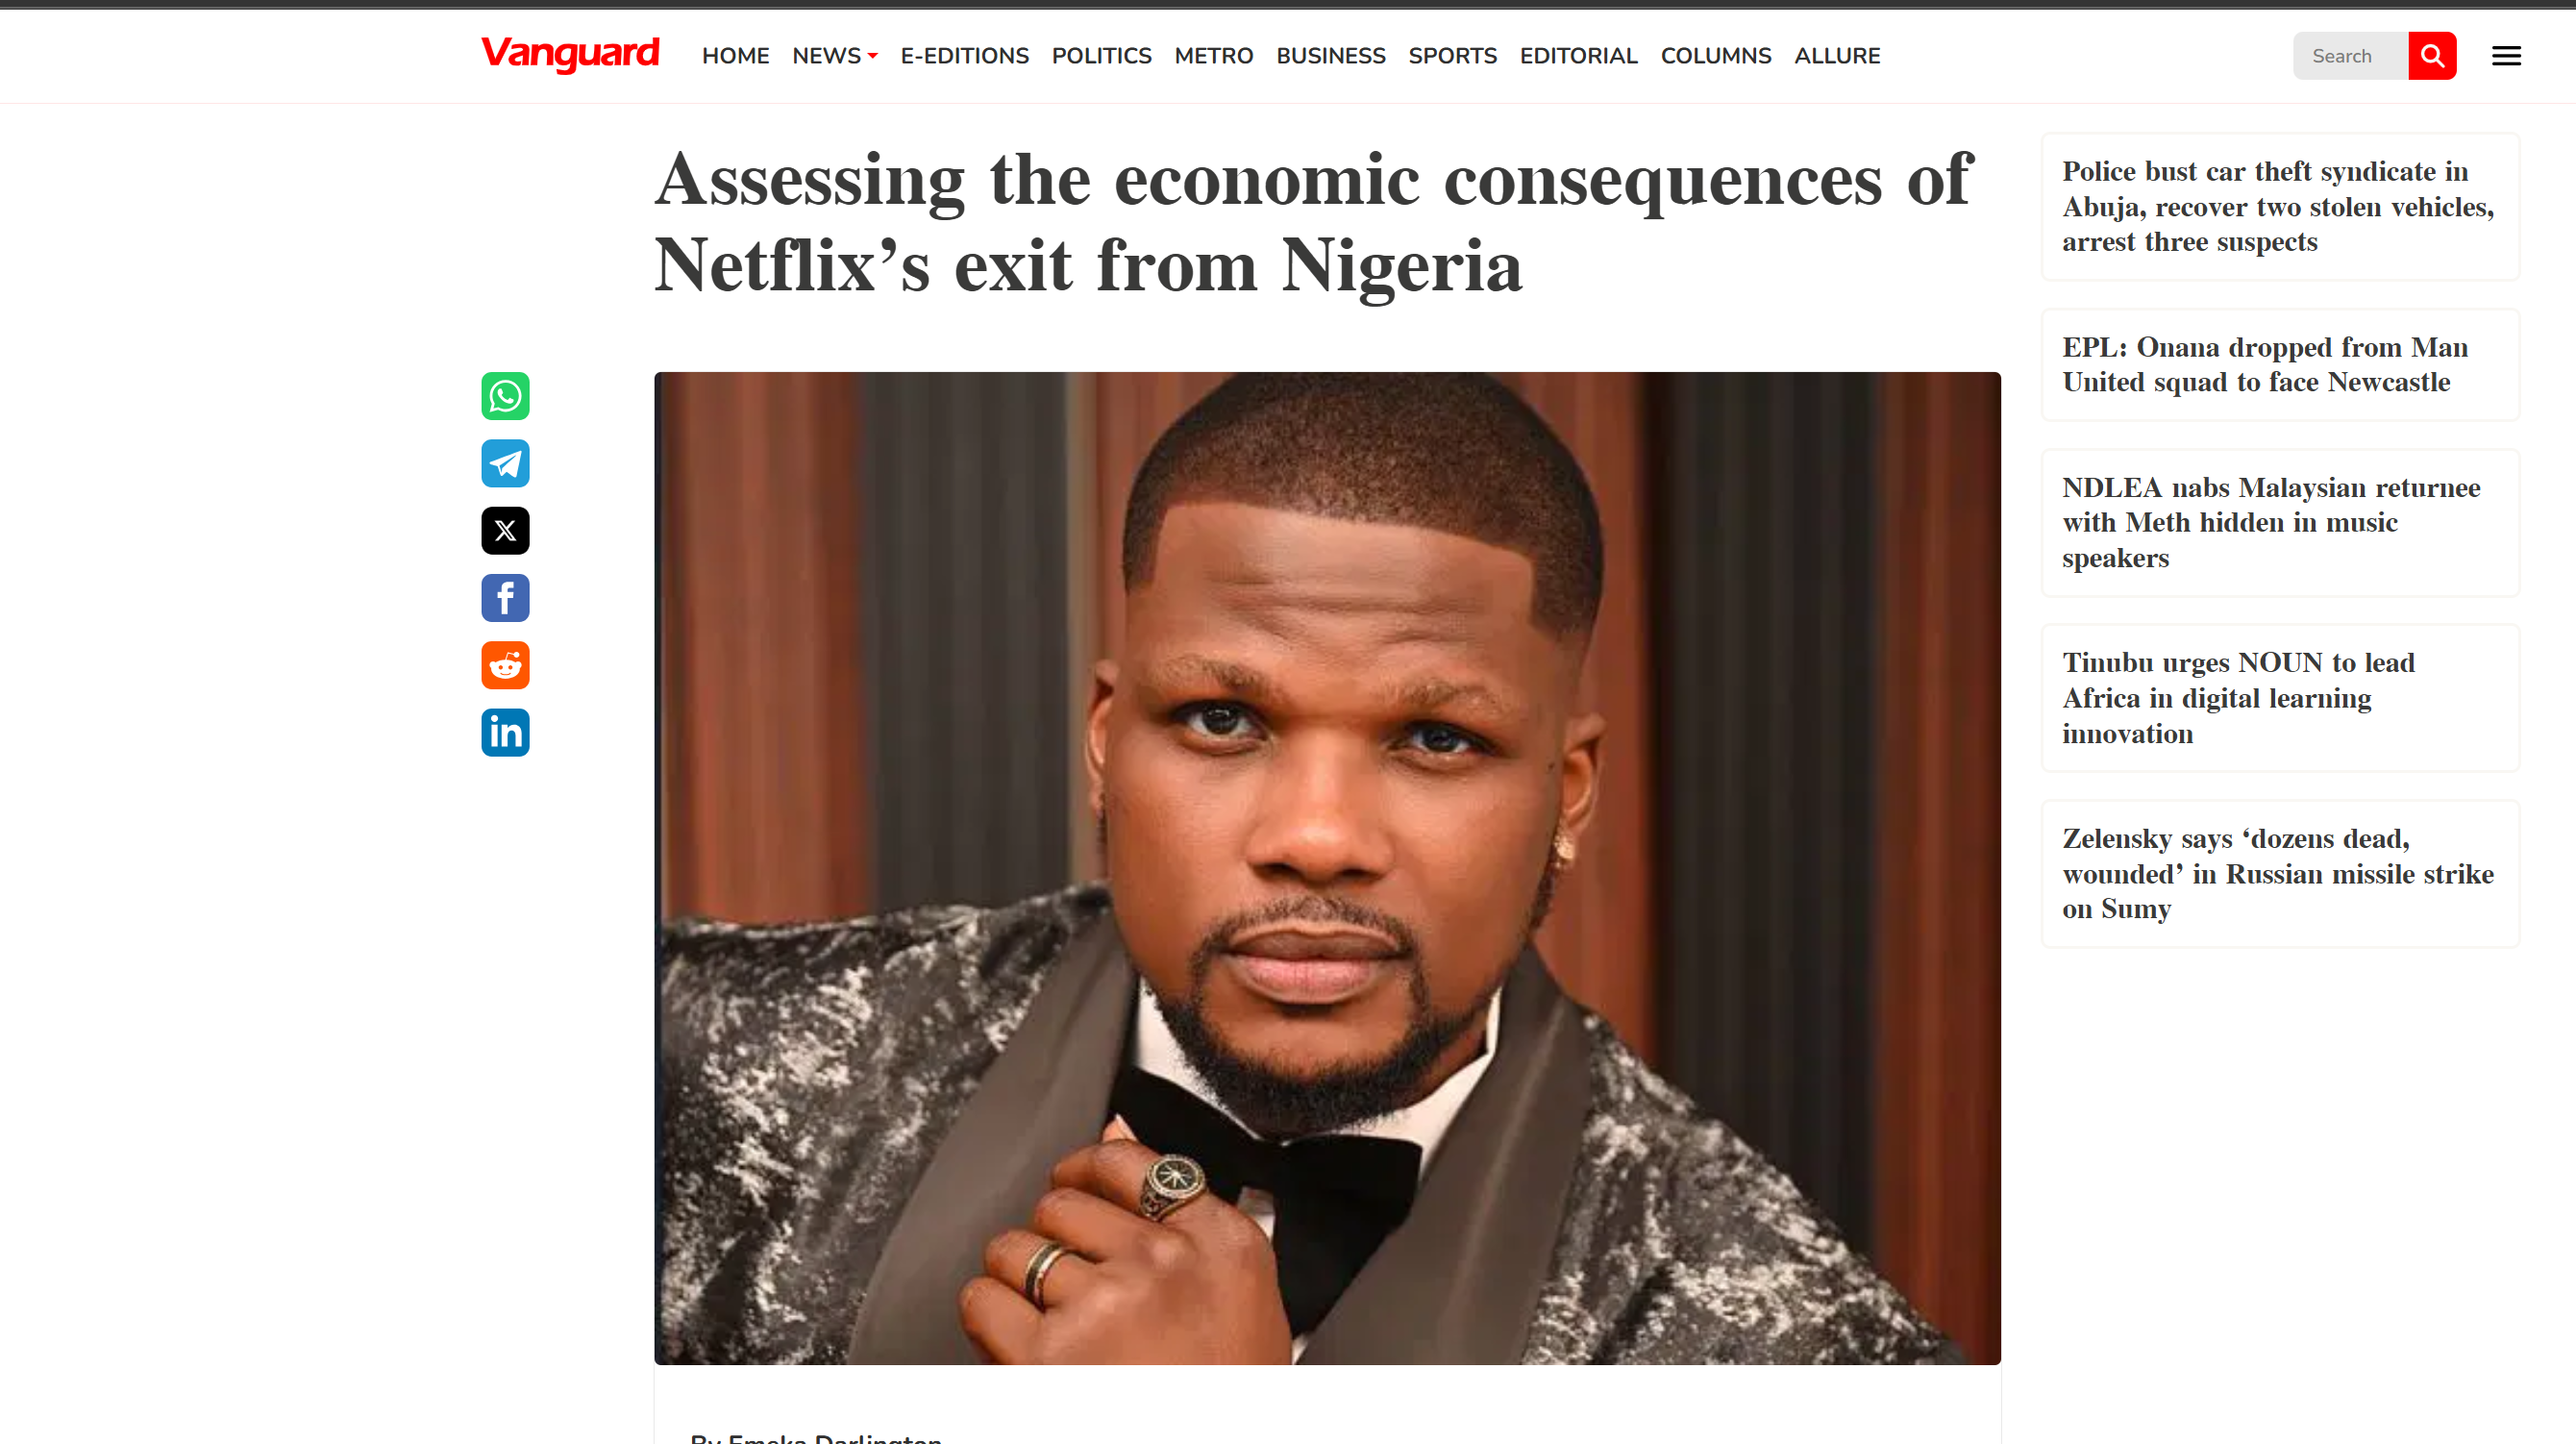 Vanguard
HOME NEWS E-EDITIONS POLITICS METRO BUSINESS SPORTS EDITORIAL COLUMNS ALLURE
Search
Assessing the economic consequences of
Netflix’s exit from Nigeria
By Emeka Darlington
Police bust car theft syndicate in
Abuja, recover two stolen vehicles,
arrest three suspects
EPL: Onana dropped from Man
United squad to face Newcastle
NDLEA nabs Malaysian returnee
with Meth hidden in music
speakers
Tinubu urges NOUN to lead
Africa in digital learning
innovation
Zelensky says ‘dozens dead,
wounded’ in Russian missile strike
on Sumy